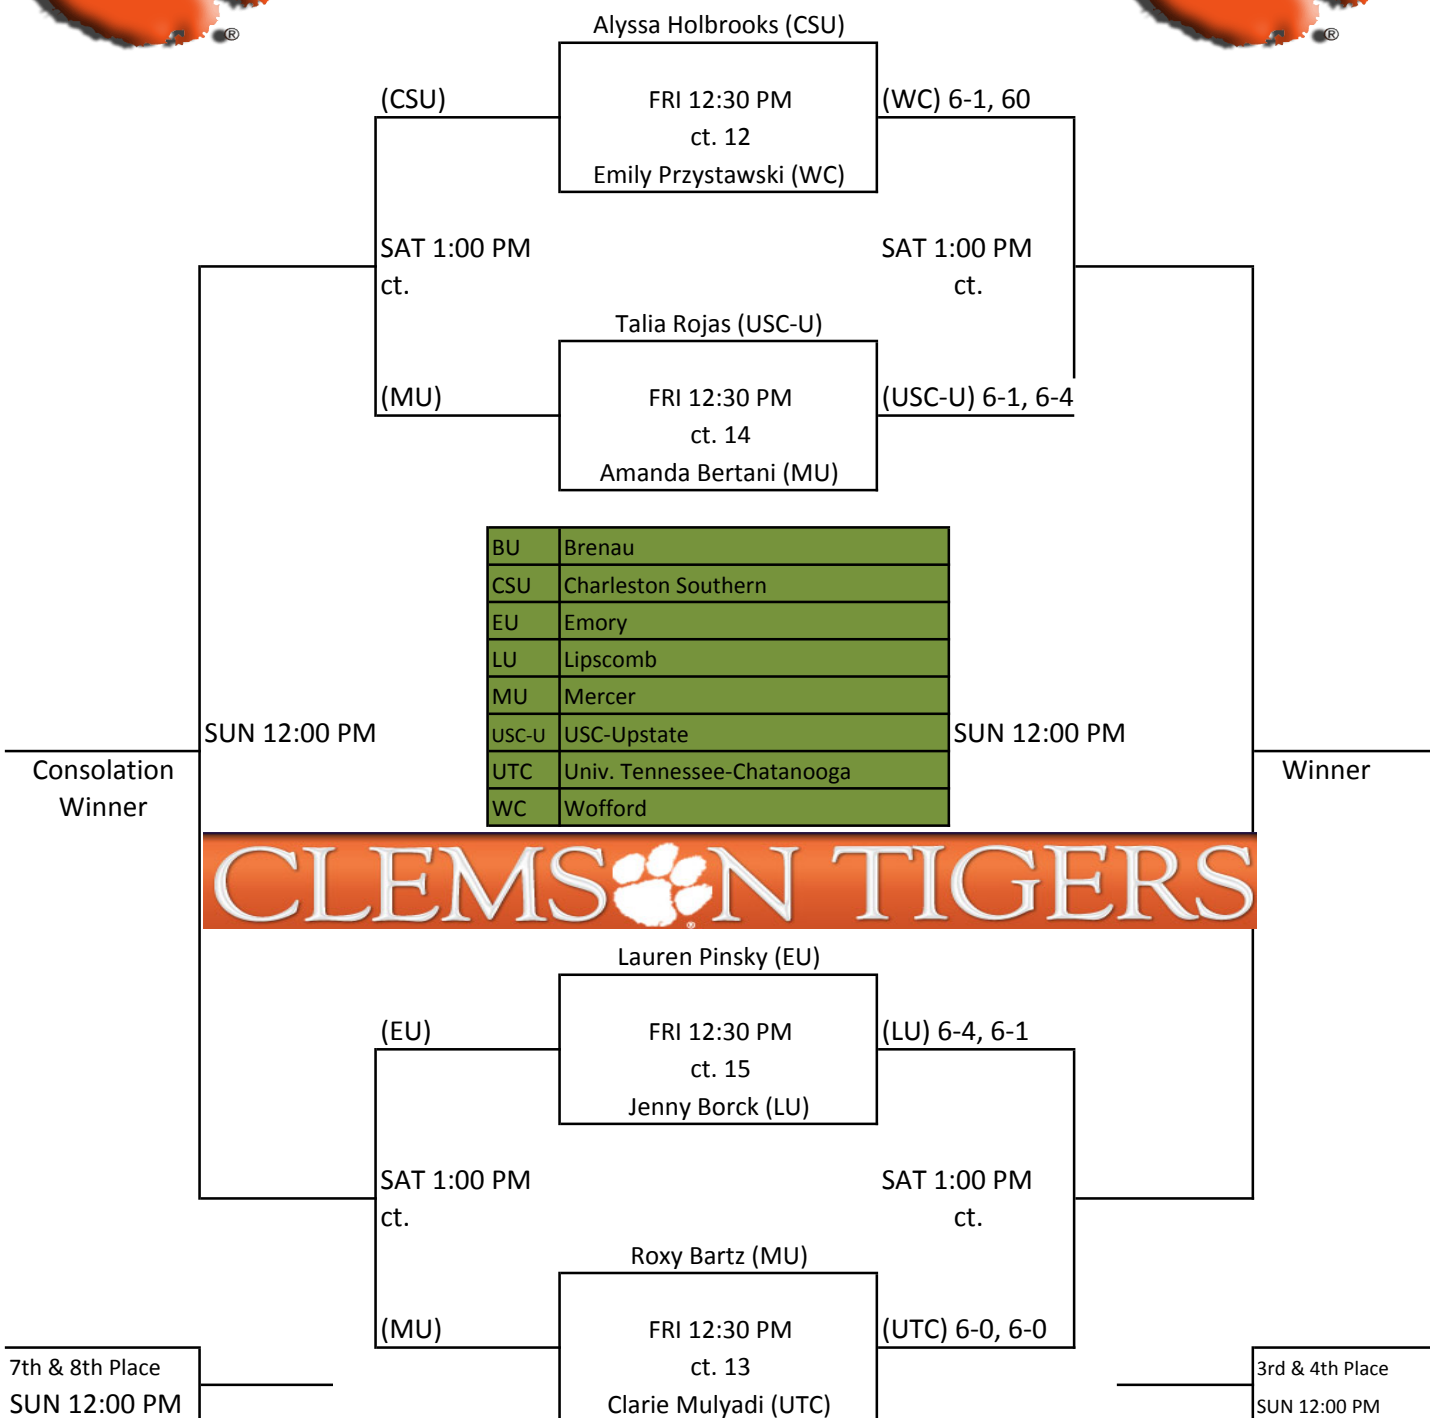 ®
®
Alyssa Holbrooks (CSU)
(CSU)
FRI 12:30 PM
(WC) 6-1, 60
ct. 12
Emily Przystawski (WC)
SAT 1:00 PM
SAT 1:00 PM
ct.
ct.
Talia Rojas (USC-U)
(MU)
FRI 12:30 PM
(USC-U) 6-1, 6-4
ct. 14
Amanda Bertani (MU)
BU Brenau
CSU Charleston Southern
EU Emory
LU Lipscomb
MU Mercer
SUN 12:00 PM
USC-U USC-Upstate
SUN 12:00 PM
Consolation
Winner
UTC Univ. Tennessee-Chatanooga
Winner
WC Wofford
CLEMSON TIGERS
®
Lauren Pinsky (EU)
(EU)
FRI 12:30 PM
(LU) 6-4, 6-1
ct. 15
Jenny Borck (LU)
SAT 1:00 PM
SAT 1:00 PM
ct.
ct.
Roxy Bartz (MU)
(MU)
FRI 12:30 PM
(UTC) 6-0, 6-0
7th & 8th Place
ct. 13
3rd & 4th Place
SUN 12:00 PM
Clarie Mulyadi (UTC)
SUN 12:00 PM